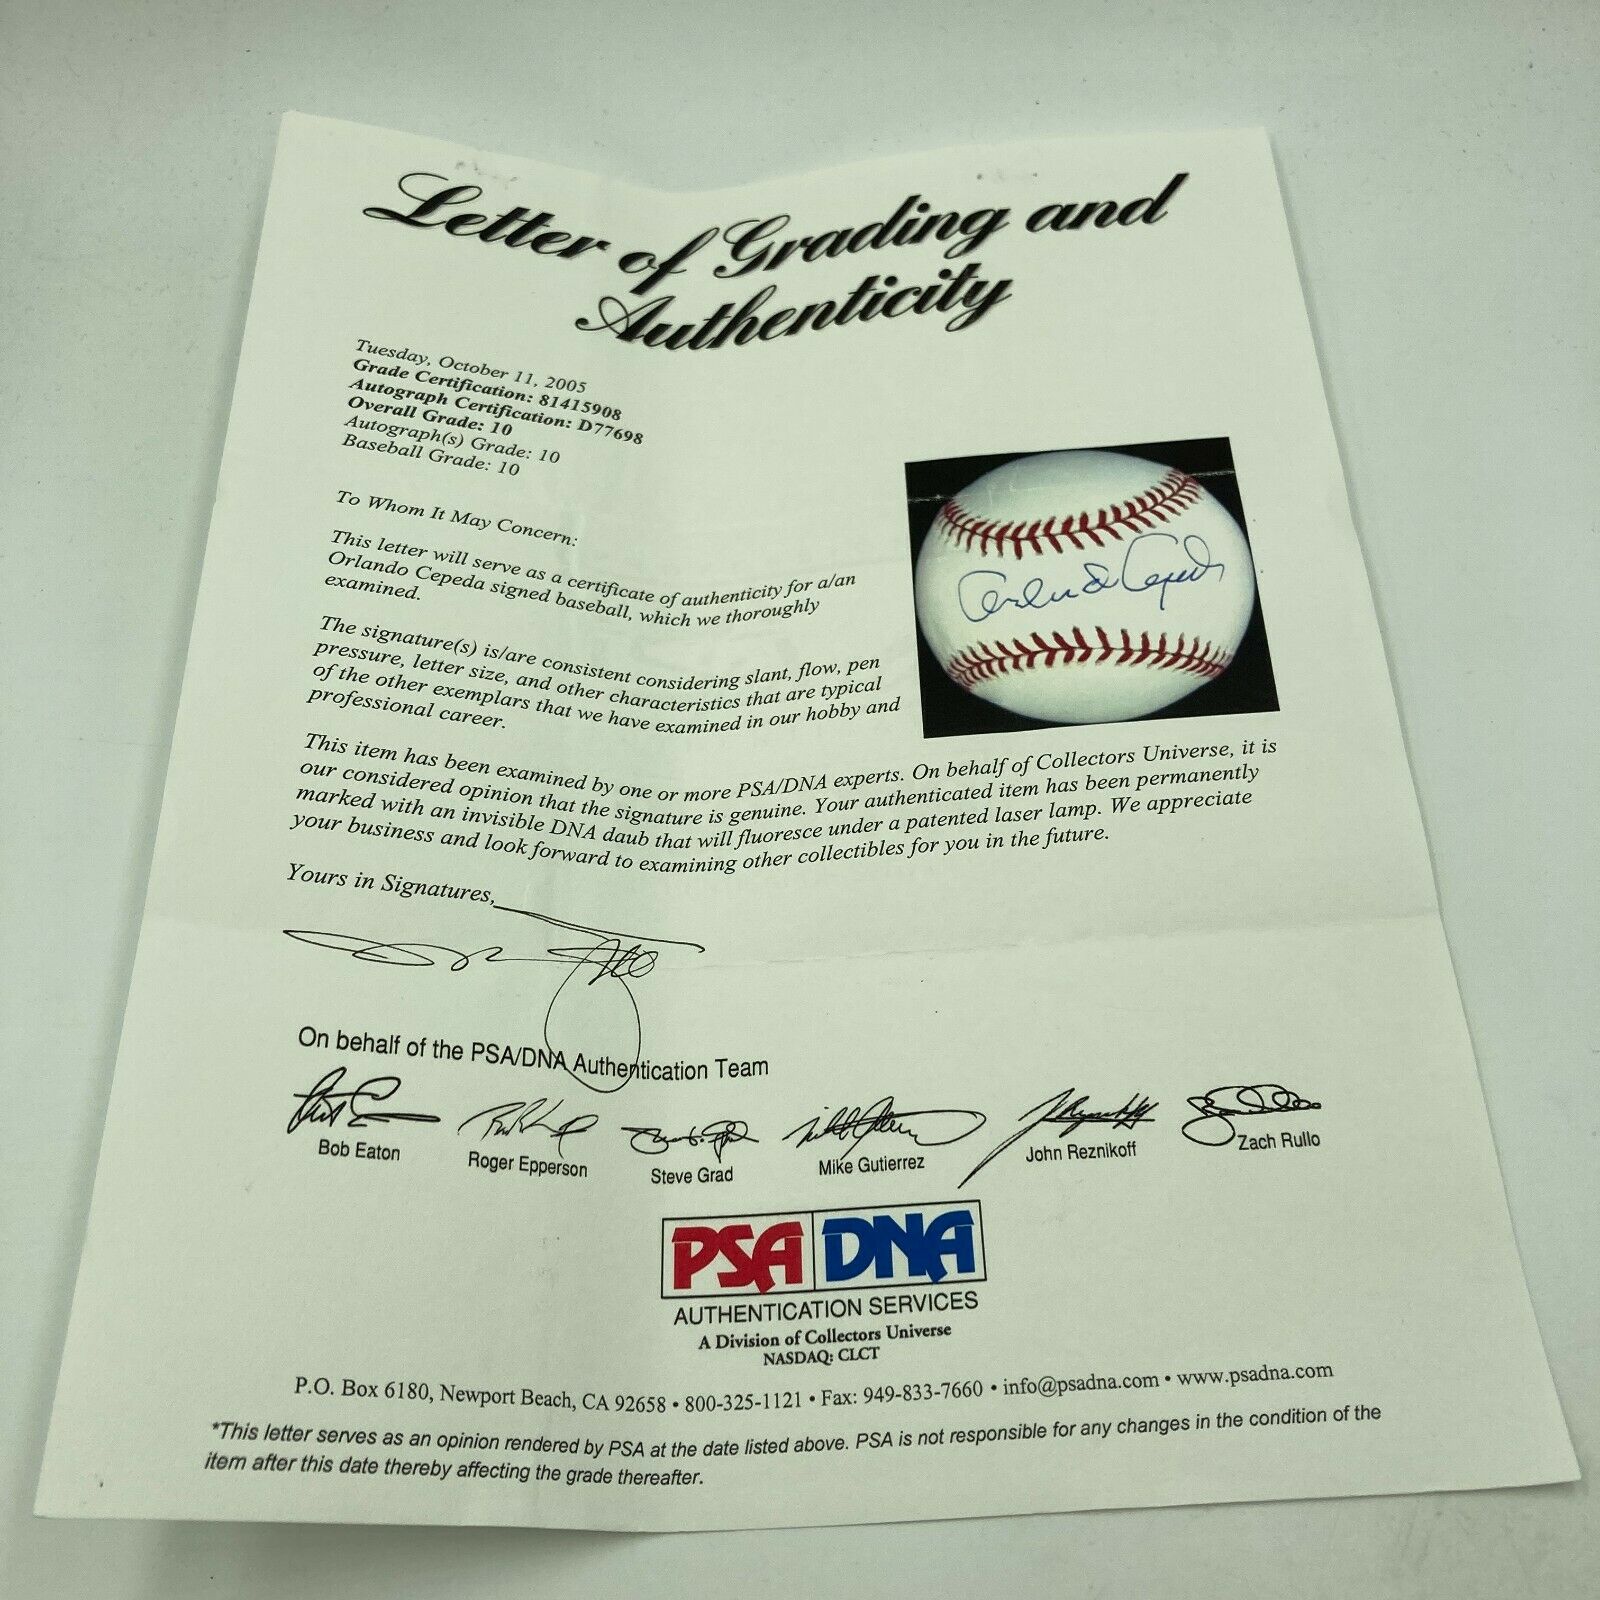 Letter of Grading and
Authenticity
Tuesday, October 11, 2005
Grade Certification: 81415908
Autograph Certification: D77698
Overall Grade: 10
Autograph(s) Grade: 10
Baseball Grade: 10
To Whom It May Concern:
This letter will serve as a certificate of authenticity for a/an
Orlando Cepeda signed baseball, which we thoroughly
examined.
Orlando Cepeda
The signature(s) is/are consistent considering slant, flow, pen
pressure, letter size, and other characteristics that are typical
of the other exemplars that we have examined in our hobby and
professional career.
This item has been examined by one or more PSA/DNA experts. On behalf of Collectors Universe, it is
our considered opinion that the signature is genuine. Your authenticated item has been permanently
marked with an invisible DNA daub that will fluoresce under a patented laser lamp. We appreciate
your business and look forward to examining other collectibles for you in the future.
Yours in Signatures,
On behalf of the PSA/DNA Authentication Team
Bob Eaton
Roger Epperson
Steve Grad
Mike Gutierrez
John Reznikoff
Zach Rullo
PSA DNA
AUTHENTICATION SERVICES
A Division of Collectors Universe
NASDAQ: CLCT
P.O. Box 6180, Newport Beach, CA 92658 • 800-325-1121 • Fax: 949-833-7660 • info@psadna.com • www.psadna.com
*This letter serves as an opinion rendered by PSA at the date listed above. PSA is not responsible for any changes in the condition of the
item after this date thereby affecting the grade thereafter.